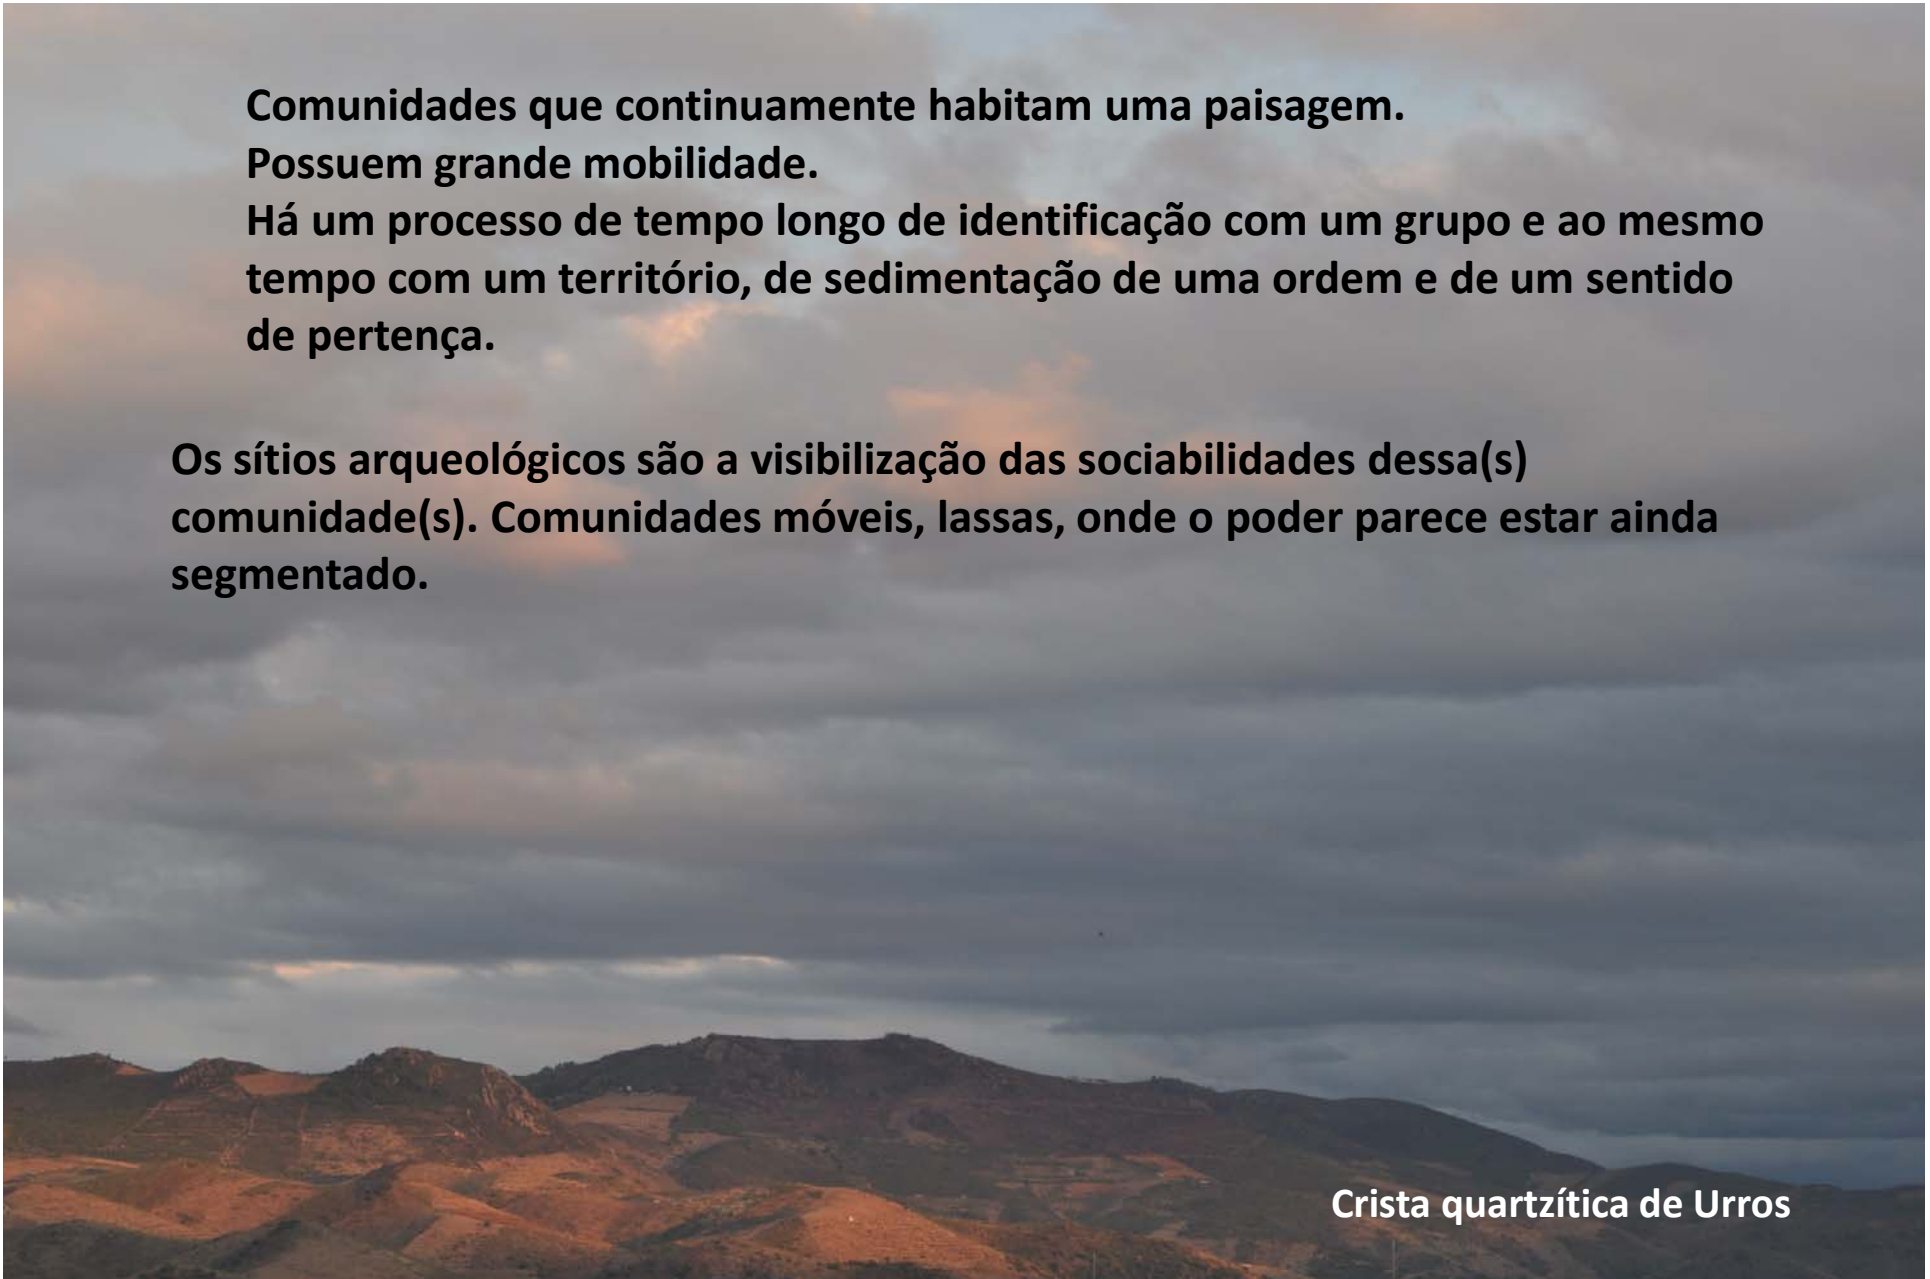 Comunidades que continuamente habitam uma paisagem.
Possuem grande mobilidade.
Há um processo de tempo longo de identificação com um grupo e ao mesmo
tempo com um território, de sedimentação de uma ordem e de um sentido
de pertença.
Os sítios arqueológicos são a visibilização das sociabilidades dessa(s)
comunidade(s). Comunidades móveis, lassas, onde o poder parece estar ainda
segmentado.
Crista quartzítica de Urros